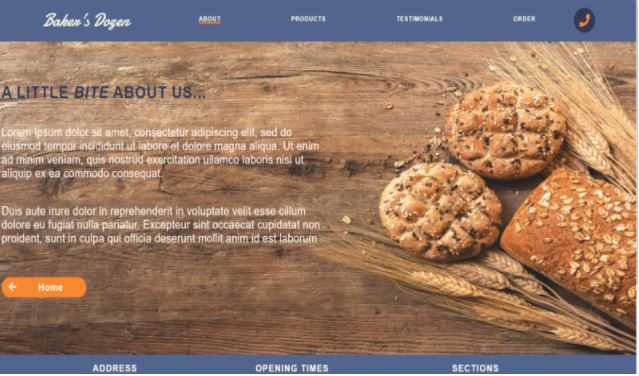 Baker's Dozen
ABOUT
PRODUCTS
TESTIMONIALS
ORDER
A LITTLE BITE ABOUT US...
Lorem Ipsum dolor sit amet, consectetur adipiscing elit, sed do
eiusmod tempor incididunt ut labore et dolore magna aliqua. Ut enim
ad minim veniam, quis nostrud exercitation ullamco laboris nisi ut
aliquip ex ea commodo consequat.
Duis aute irure dolor in reprehenderit in voluptate velit esse cillum
dolore eu fugiat nulla pariatur. Excepteur sint occaecat cupidatat non
proident, sunt in culpa qui officia deserunt mollit anim id est laborum
Home
ADDRESS
OPENING TIMES
SECTIONS